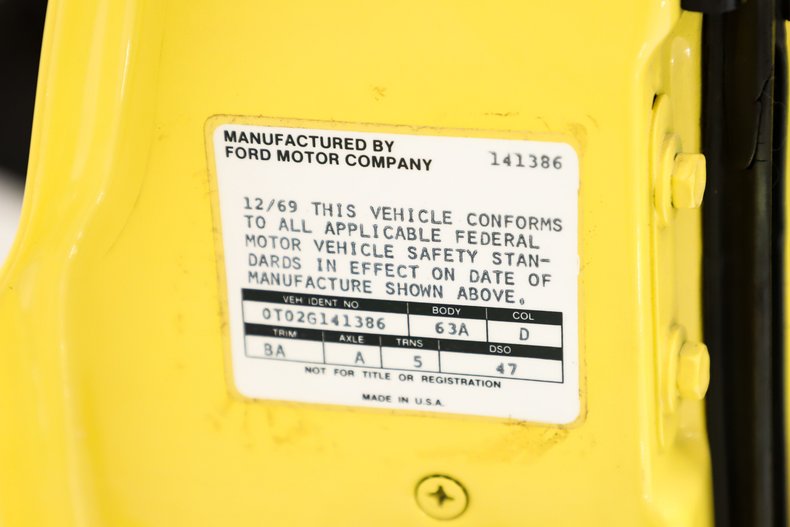 MANUFACTURED BY
FORD MOTOR COMPANY 141386
12/69 THIS VEHICLE CONFORMS
TO ALL APPLICABLE FEDERAL
MOTOR VEHICLE SAFETY STAN-
DARDS IN EFFECT ON DATE OF
MANUFACTURE SHOWN ABOVE.
VEH IDENT NO BODY COL
0T02G141386 63A D
TRIM AXLE TRNS DSO
BA A 5 47
NOT FOR TITLE OR REGISTRATION
MADE IN U.S.A.